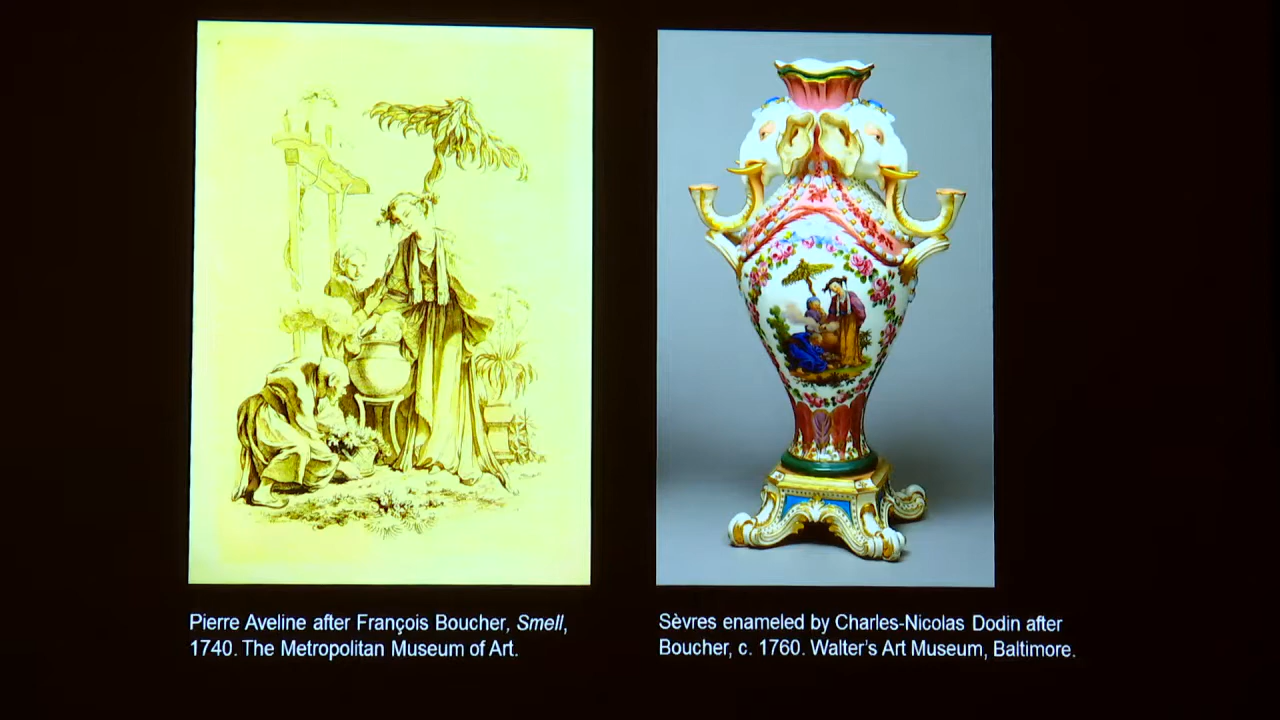 Pierre Aveline after François Boucher, Smell,
1740. The Metropolitan Museum of Art.
Sèvres enameled by Charles-Nicolas Dodin after
Boucher, c. 1760. Walter's Art Museum, Baltimore.